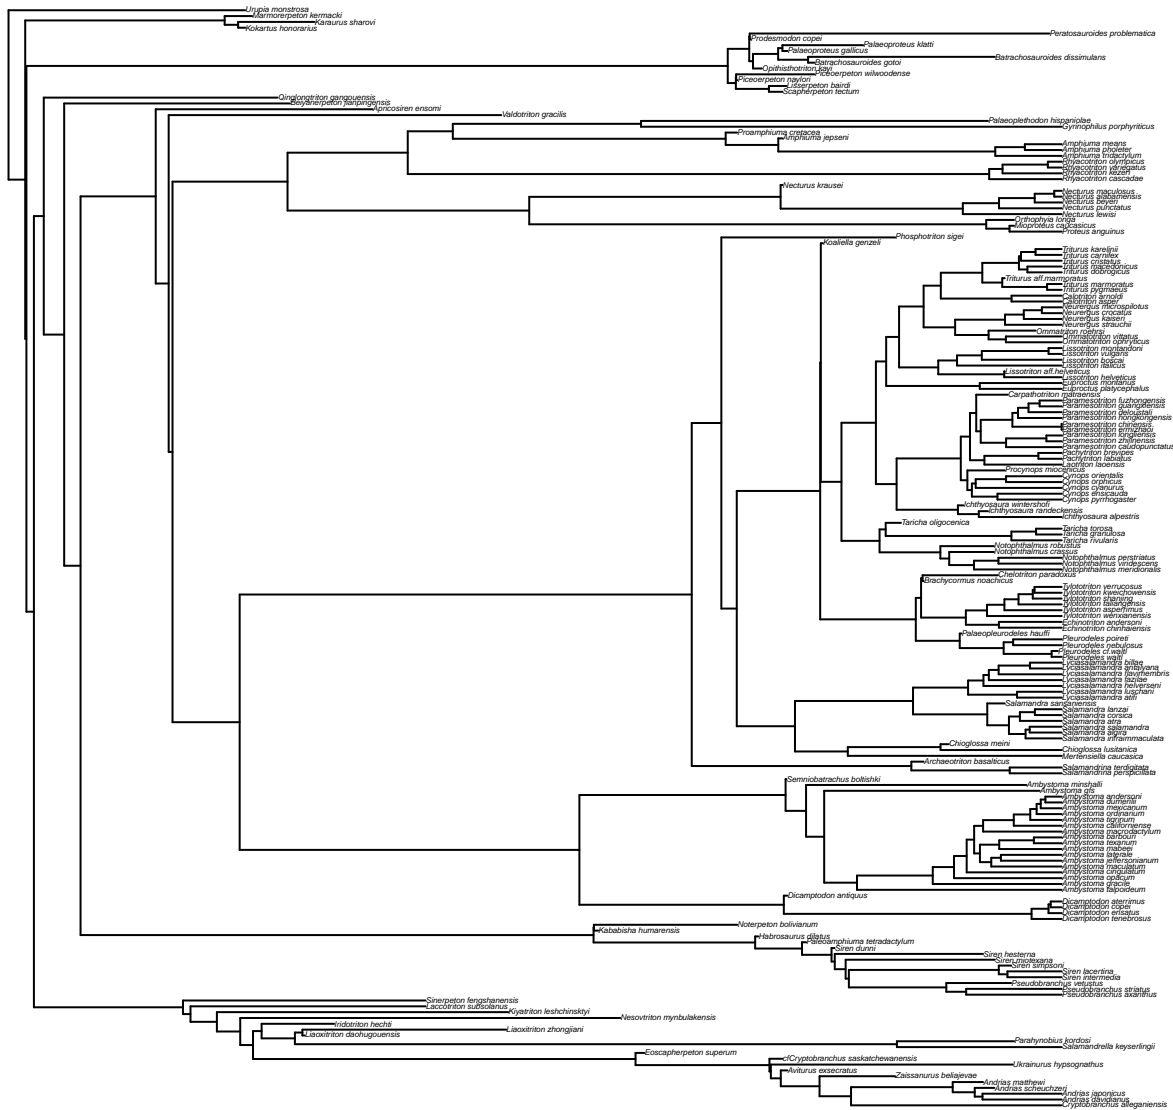 Urupia monstrosa
Marmorerpeton kermacki
Karaurus sharovi
Kokartus honorarius
Peratosauroides problematica
Prodesmodon copei
Palaeoproteus klatti
Palaeoproteus gallicus
Batrachosauroides dissimulans
Batrachosauroides gotoi
Opisthotriton kayi
Piceoerpeton wilwoodense
Piceoerpeton naylori
Lisserpeton bairdi
Scapherpeton tectum
Qinglongtriton gangouensis
Beiyanerpeton jianpingensis
Apricosiren ensomi
Valdotriton gracilis
Palaeoplethodon hispaniolae
Gyrinophilus porphyriticus
Proamphiuma cretacea
Amphiuma jepseni
Amphiuma means
Amphiuma pholeter
Amphiuma tridactylum
Rhyacotriton olympicus
Rhyacotriton variegatus
Rhyacotriton kezeri
Rhyacotriton cascadae
Necturus krausei
Necturus maculosus
Necturus alabamensis
Necturus beyeri
Necturus punctatus
Necturus lewisi
Orthophyia longa
Mioproteus caucasicus
Proteus anguinus
Phosphotriton sigei
Koaliella genzeli
Triturus karelinii
Triturus carnifex
Triturus cristatus
Triturus macedonicus
Triturus dobrogicus
Triturus aff.marmoratus
Triturus marmoratus
Triturus pygmaeus
Calotriton arnoldi
Calotriton asper
Neurergus microspilotus
Neurergus crocatus
Neurergus kaiseri
Neurergus strauchii
Ommatriton roehrsi
Ommatotriton vittatus
Ommatotriton ophryticus
Lissotriton montandoni
Lissotriton vulgaris
Lissotriton boscai
Lissotriton italicus
Lissotriton aff.helveticus
Lissotriton helveticus
Euproctus montanus
Euproctus platycephalus
Carpathotriton matraensis
Paramesotriton fuzhongensis
Paramesotriton guangxiensis
Paramesotriton deloustali
Paramesotriton hongkongensis
Paramesotriton chinensis
Paramesotriton ermizhaoi
Paramesotriton longliensis
Paramesotriton zhijinensis
Paramesotriton caudopunctatus
Pachytriton brevipes
Pachytriton labiatus
Laotriton laoensis
Procynops miocenicus
Cynops orientalis
Cynops orphicus
Cynops cyanurus
Cynops ensicauda
Cynops pyrrhogaster
Ichthyosaura wintershofi
Ichthyosaura randeckensis
Ichthyosaura alpestris
Taricha oligocenica
Taricha torosa
Taricha granulosa
Taricha rivularis
Notophthalmus robustus
Notophthalmus crassus
Notophthalmus perstriatus
Notophthalmus viridescens
Notophthalmus meridionalis
Chelotriton paradoxus
Brachycormus noachicus
Tylototriton verrucosus
Tylototriton kweichowensis
Tylototriton shanjing
Tylototriton taliangensis
Tylototriton asperrimus
Tylototriton wenxianensis
Echinotriton andersoni
Echinotriton chinhaiensis
Palaeopleurodeles hauffi
Pleurodeles poireti
Pleurodeles nebulosus
Pleurodeles cf.waltl
Pleurodeles waltl
Lyciasalamandra billae
Lyciasalamandra antalyana
Lyciasalamandra flavimembris
Lyciasalamandra fazilae
Lyciasalamandra helverseni
Lyciasalamandra luschani
Lyciasalamandra atifi
Salamandra sansaniensis
Salamandra lanzai
Salamandra corsica
Salamandra atra
Salamandra salamandra
Salamandra algira
Salamandra infraimmaculata
Chioglossa meini
Chioglossa lusitanica
Mertensiella caucasica
Archaeotriton basalticus
Salamandrina terdigitata
Salamandrina perspicillata
Semniobatrachus boltishki
Ambystoma minshalli
Ambystoma gfs
Ambystoma andersoni
Ambystoma dumerilii
Ambystoma mexicanum
Ambystoma ordinarium
Ambystoma tigrinum
Ambystoma californiense
Ambystoma macrodactylum
Ambystoma barbouri
Ambystoma texanum
Ambystoma mabeei
Ambystoma laterale
Ambystoma jeffersonianum
Ambystoma maculatum
Ambystoma cingulatum
Ambystoma opacum
Ambystoma gracile
Ambystoma talpoideum
Dicamptodon antiquus
Dicamptodon aterrimus
Dicamptodon copei
Dicamptodon ensatus
Dicamptodon tenebrosus
Noterpeton bolivianum
Kababisha humarensis
Habrosaurus dilatus
Paleoamphiuma tetradactylum
Siren dunni
Siren hesterna
Siren miotexana
Siren simpsoni
Siren lacertina
Siren intermedia
Pseudobranchus vetustus
Pseudobranchus striatus
Pseudobranchus axanthus
Sinerpeton fengshanensis
Laccotriton subsolanus
Kiyatriton leshchinsktyi
Nesovtriton mynbulakensis
Iridotriton hechti
Liaoxitriton zhongjiani
Liaoxitriton daohugouensis
Parahynobius kordosi
Salamandrella keyserlingii
Eoscapherpeton superum
cfCryptobranchus saskatchewanensis
Ukrainurus hypsognathus
Aviturus exsecratus
Zaissanurus beliajevae
Andrias matthewi
Andrias scheuchzeri
Andrias japonicus
Andrias davidianus
Cryptobranchus alleganiensis